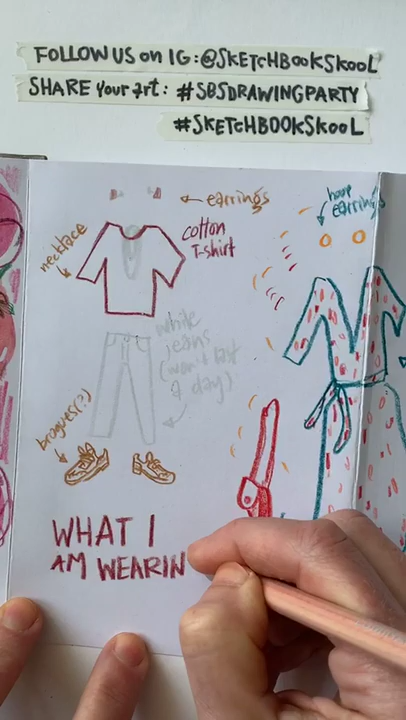 FOLLOW US on IG: @SKETCHBOOKSKOOL
SHARE your art: #SBSDRAWINGPARTY
#SKETCHBOOKSKOOL
earrings
hoop
earrings
necklace
cotton
T-shirt
white
jeans
(won't last
a day)
brogues(?)
WHAT I
AM WEARIN